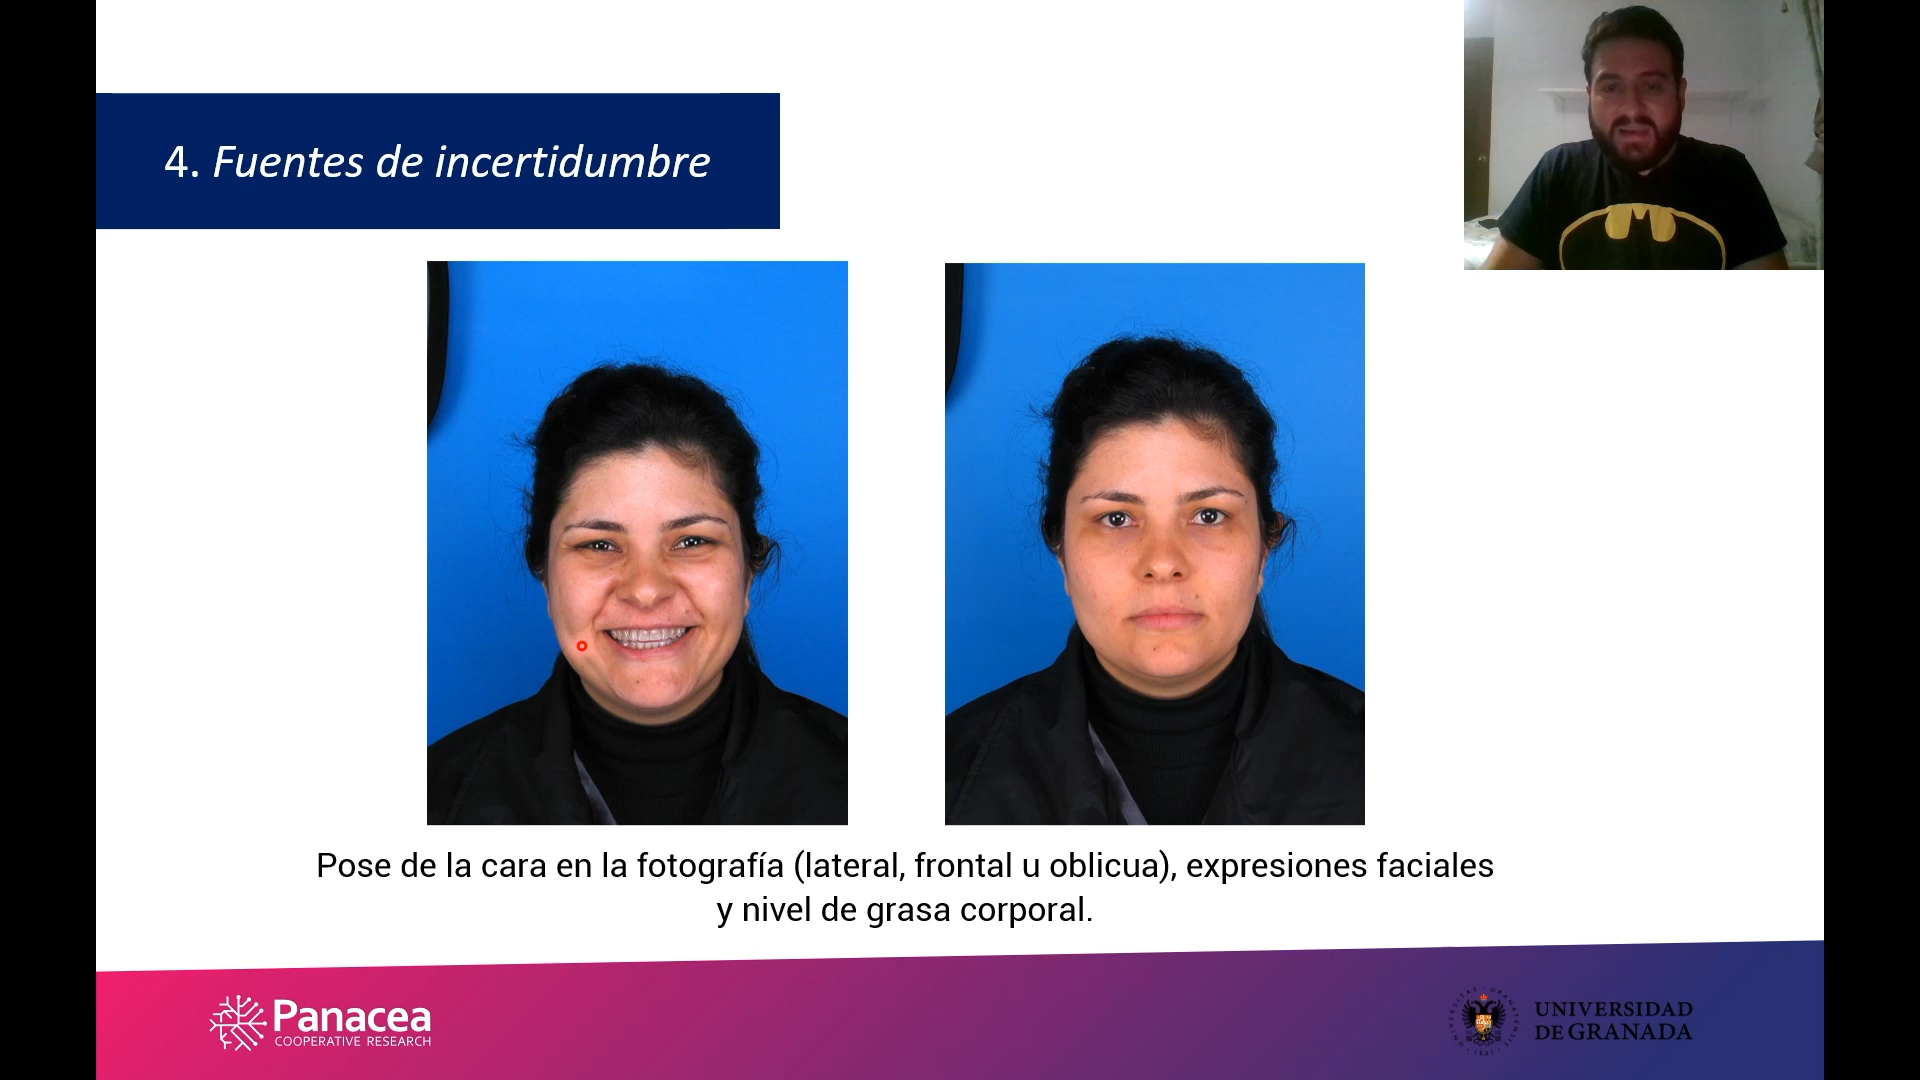 4. Fuentes de incertidumbre
Pose de la cara en la fotografía (lateral, frontal u oblicua), expresiones faciales
y nivel de grasa corporal.
Panacea
COOPERATIVE RESEARCH
UNIVERSIDAD
DE GRANADA